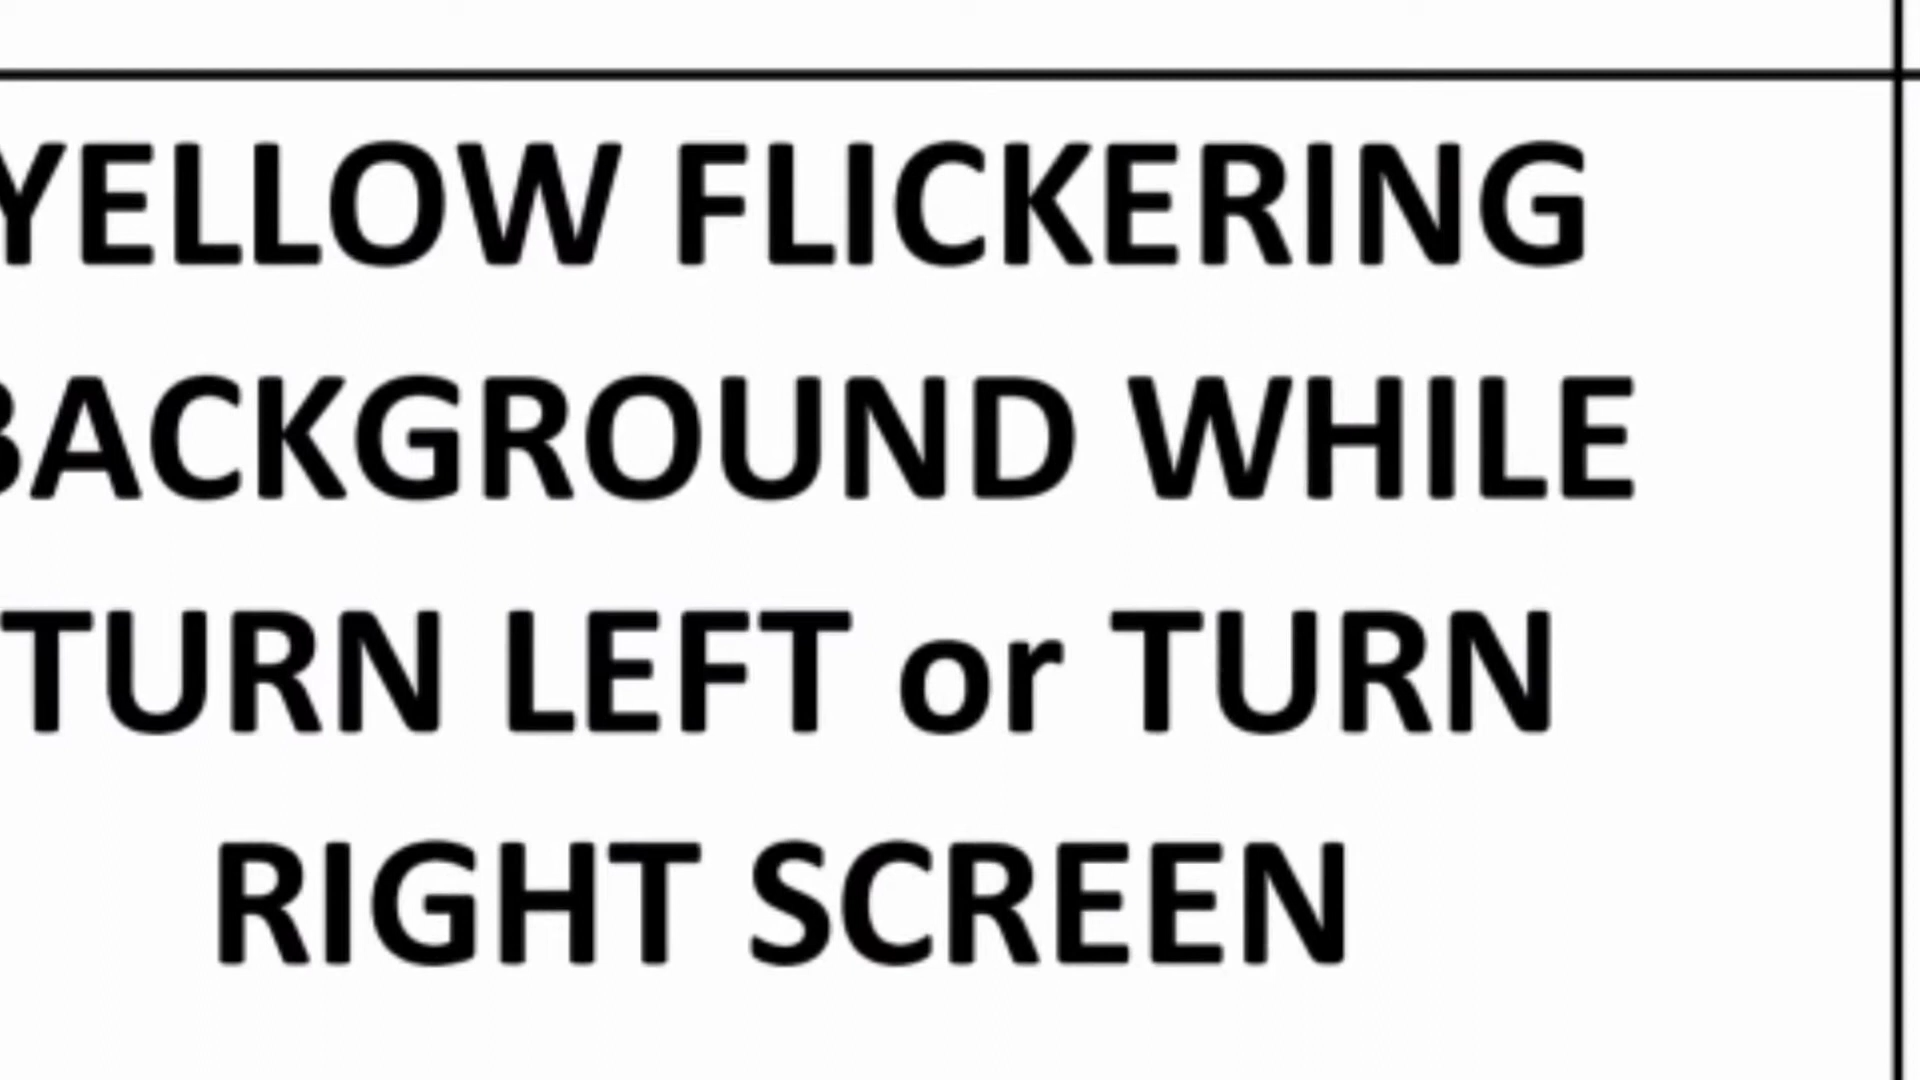 YELLOW FLICKERING
BACKGROUND WHILE
TURN LEFT or TURN
RIGHT SCREEN